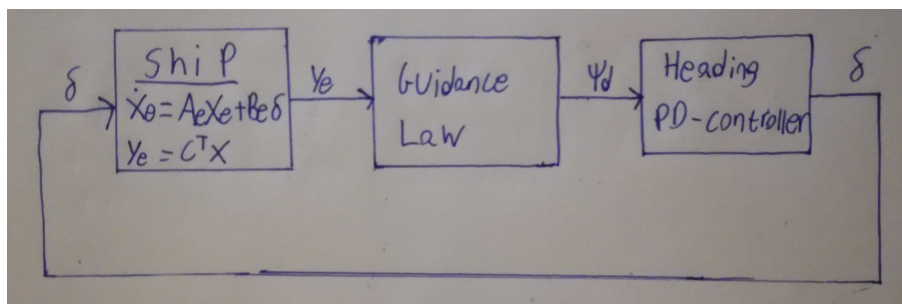 δ
Ship
ẋe=AeXe+Beδ
Ye=CᵀX
Ye
Guidance
Law
Ψd
Heading
PD-controller
δ